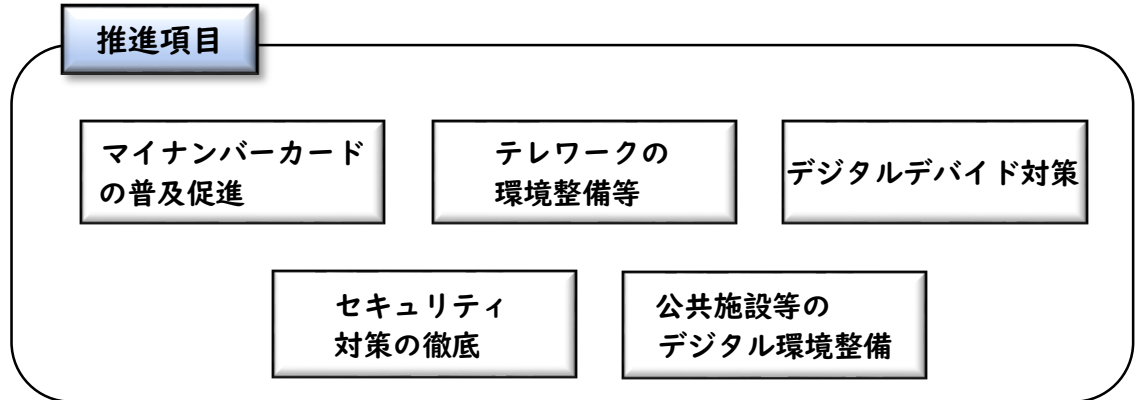 推進項目
マイナンバーカード
の普及促進
テレワークの
環境整備等
デジタルデバイド対策
セキュリティ
対策の徹底
公共施設等の
デジタル環境整備